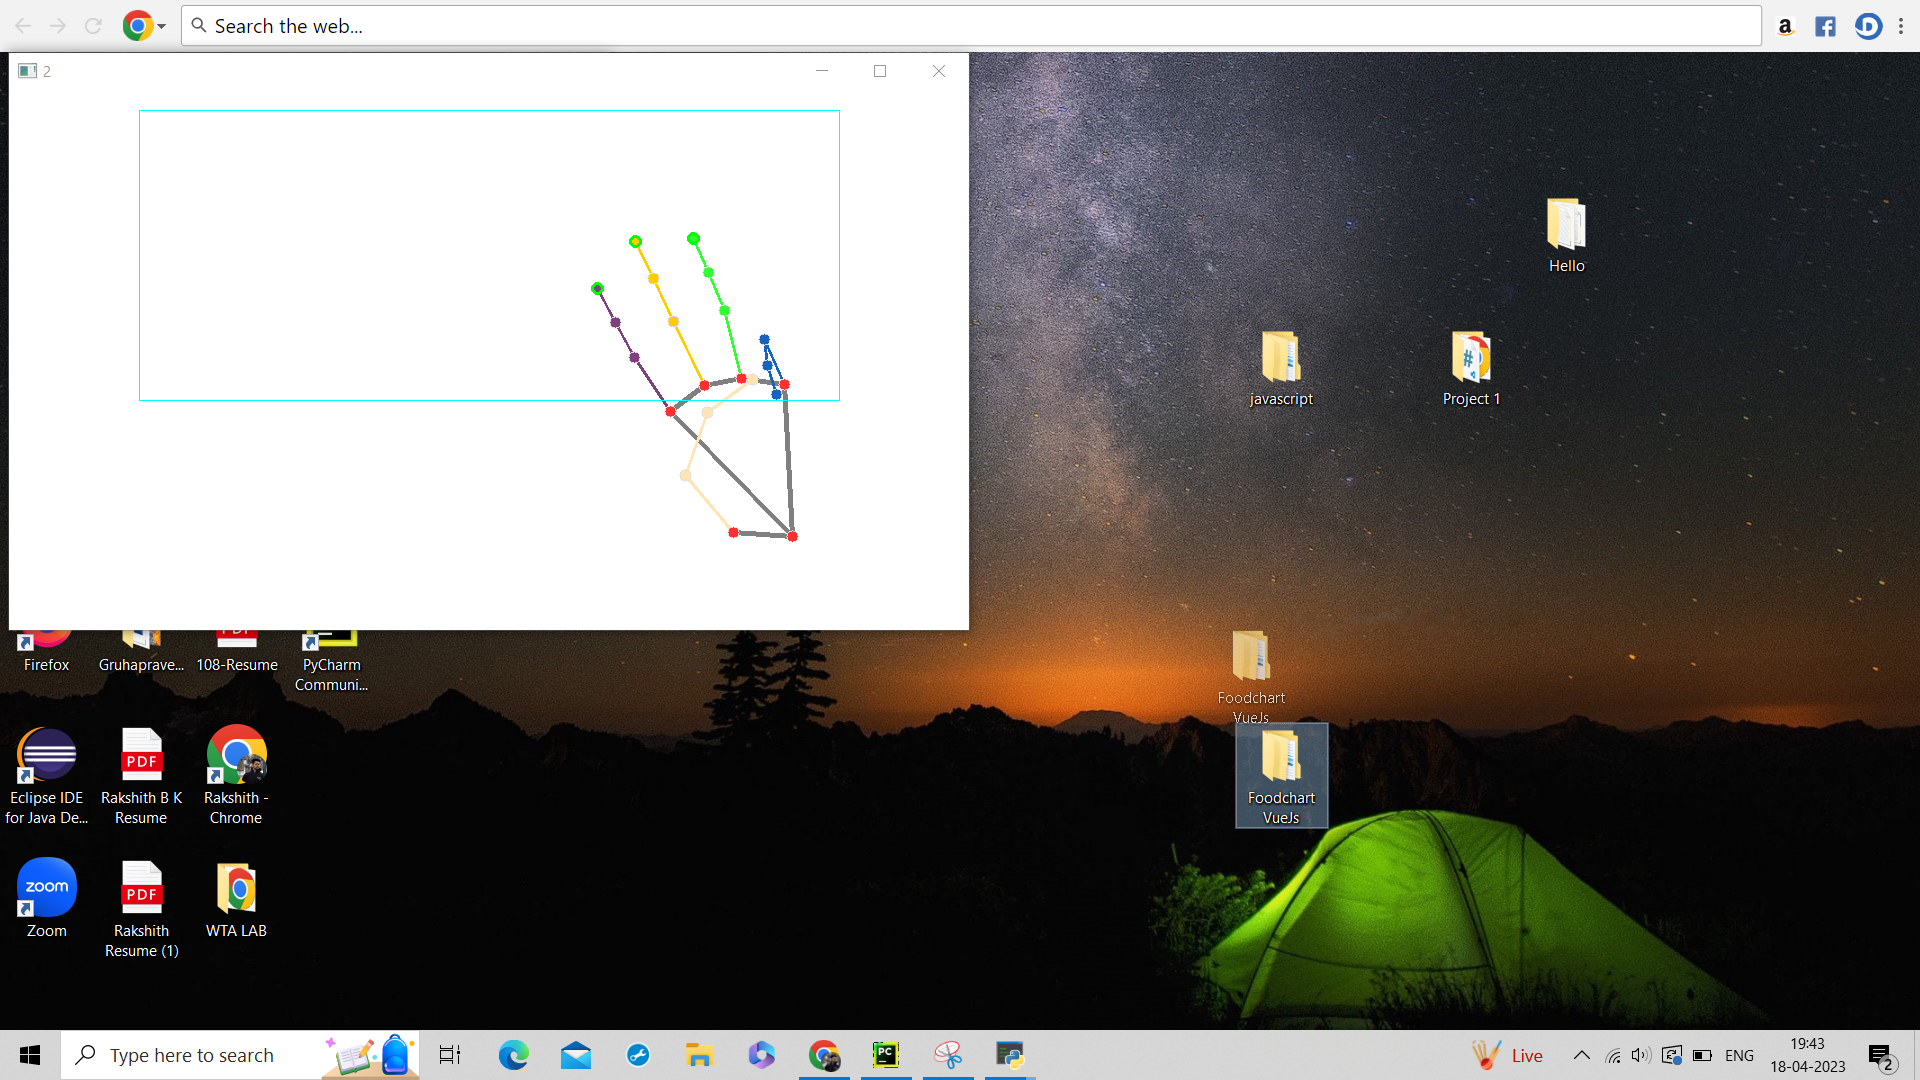 Search the web...
a
f
D
2
Hello
javascript
Project 1
Foodchart
VueJs
Foodchart
VueJs
Firefox
Gruhaprave...
108-Resume
PyCharm
Communi...
Eclipse IDE
for Java De...
PDF
Rakshith B K
Resume
Rakshith -
Chrome
zoom
Zoom
PDF
Rakshith
Resume (1)
WTA LAB
Type here to search
PC
Live
ENG
19:43
18-04-2023
2